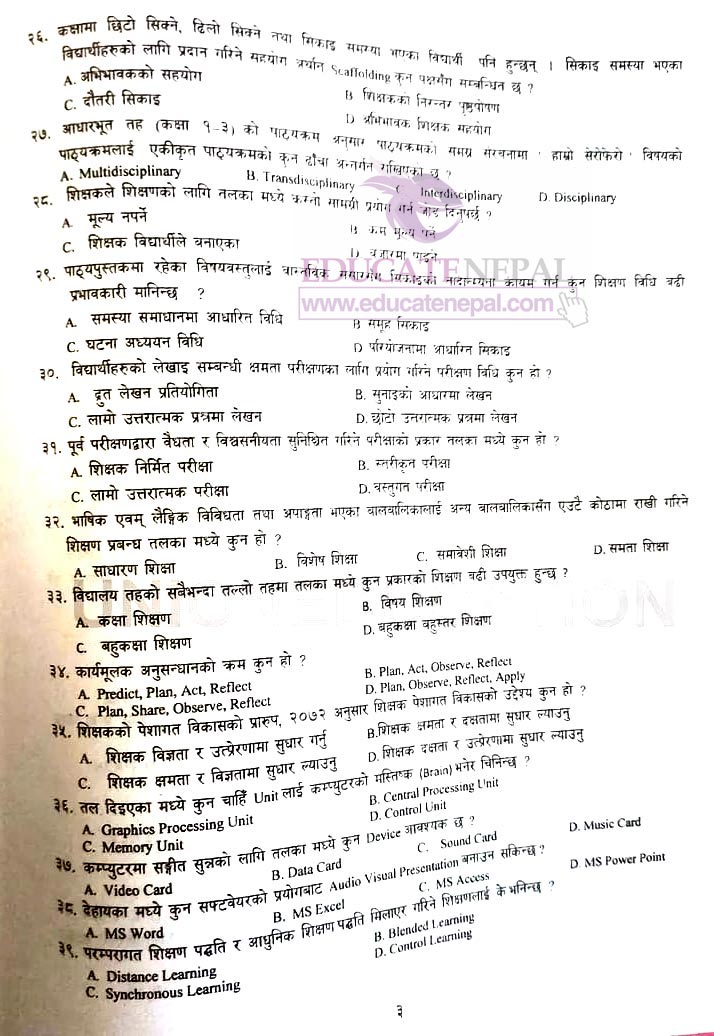 २६. कक्षामा छिटो सिक्ने, ढिलो सिक्ने तथा सिकाइ समस्या भएका विद्यार्थी पनि हुन्छन् । सिकाइ समस्या भएका
विद्यार्थीहरुको लागि प्रदान गरिने सहयोग अर्थात Scaffolding कुन पक्षसँग सम्बन्धित छ ?
A. अभिभावकको सहयोग B शिक्षकको निरन्तर पृष्ठपोषण
C. दौतरी सिकाइ D अभिभावक शिक्षक सहयोग
२७. आधारभूत तह (कक्षा १-३) को पाठ्यक्रम अनुसार पाठ्यक्रमको समग्र संरचनामा ' हाम्रो सेरोफेरो ' विषयको
पाठ्यक्रमलाई एकीकृत पाठ्यक्रमको कुन ढाँचा अन्तर्गत राखिएको छ ?
A. Multidisciplinary B. Transdisciplinary C Interdisciplinary D. Disciplinary
२८. शिक्षकले शिक्षणको लागि तलका मध्ये कस्तो सामग्री प्रयोग गर्न जोड दिनुपर्छ ?
A. मूल्य नपर्ने B कम मूल्य पर्ने
C. शिक्षक विद्यार्थीले बनाएका D बजारमा पाइने
EDUCATENEPAL
www.educatenepal.com
२९. पाठ्यपुस्तकमा रहेका विषयवस्तुलाई वास्तविक संसारसँग सिकाइको तादात्म्यता कायम गर्न कुन शिक्षण विधि बढी
प्रभावकारी मानिन्छ ?
A. समस्या समाधानमा आधारित विधि B समूह सिकाइ
C. घटना अध्ययन विधि D परियोजनामा आधारित सिकाइ
३०. विद्यार्थीहरुको लेखाइ सम्बन्धी क्षमता परीक्षणका लागि प्रयोग गरिने परीक्षण विधि कुन हो ?
A. द्रुत लेखन प्रतियोगिता B. सुनाइको आधारमा लेखन
C. लामो उत्तरात्मक प्रश्नमा लेखन D. छोटो उत्तरात्मक प्रश्नमा लेखन
३१. पूर्व परीक्षणद्वारा वैधता र विश्वसनीयता सुनिश्चित गरिने परीक्षाको प्रकार तलका मध्ये कुन हो ?
A. शिक्षक निर्मित परीक्षा B. स्तरीकृत परीक्षा
C. लामो उत्तरात्मक परीक्षा D. वस्तुगत परीक्षा
३२. भाषिक एवम् लैङ्गिक विविधिता तथा अपाङ्गता भएका बालबालिकालाई अन्य बालबालिकासँग एउटै कोठामा राखी गरिने
शिक्षण प्रबन्ध तलका मध्ये कुन हो ?
A. साधारण शिक्षा B. विशेष शिक्षा C. समावेशी शिक्षा D. समता शिक्षा
३३. विद्यालय तहको सबैभन्दा तल्लो तहमा तलका मध्ये कुन प्रकारको शिक्षण बढी उपयुक्त हुन्छ ?
A. कक्षा शिक्षण B. विषय शिक्षण
C. बहुकक्षा शिक्षण D. बहुकक्षा बहुस्तर शिक्षण
३४. कार्यमूलक अनुसन्धानको क्रम कुन हो ?
A. Predict, Plan, Act, Reflect B. Plan, Act, Observe, Reflect
C. Plan, Share, Observe, Reflect D. Plan, Observe, Reflect, Apply
३५. शिक्षकको पेशागत विकासको प्रारुप, २०७२ अनुसार शिक्षक पेशागत विकासको उद्देश्य कुन हो ?
A. शिक्षक विज्ञता र उत्प्रेरणामा सुधार गर्नु B.शिक्षक क्षमता र दक्षतामा सुधार ल्याउनु
C. शिक्षक क्षमता र विज्ञतामा सुधार ल्याउनु D. शिक्षक दक्षता र उत्प्रेरणामा सुधार ल्याउनु
३६. तल दिइएका मध्ये कुन चाहिँ Unit लाई कम्प्युटरको मस्तिष्क (Brain) भनेर चिनिन्छ ?
A. Graphics Processing Unit B. Central Processing Unit
C. Memory Unit D. Control Unit
३७. कम्प्युटरमा सङ्गीत सुन्नको लागि तलका मध्ये कुन Device आवश्यक छ ?
A. Video Card B. Data Card C. Sound Card D. Music Card
३८. देहायका मध्ये कुन सफ्टवेयरको प्रयोगबाट Audio Visual Presentation बनाउन सकिन्छ ?
A. MS Word B. MS Excel C. MS Access D. MS Power Point
३९. परम्परागत शिक्षण पद्धति र आधुनिक शिक्षण पद्धति मिलाएर गरिने शिक्षणलाई के भनिन्छ ?
A. Distance Learning B. Blended Learning
C. Synchronous Learning D. Control Learning
३